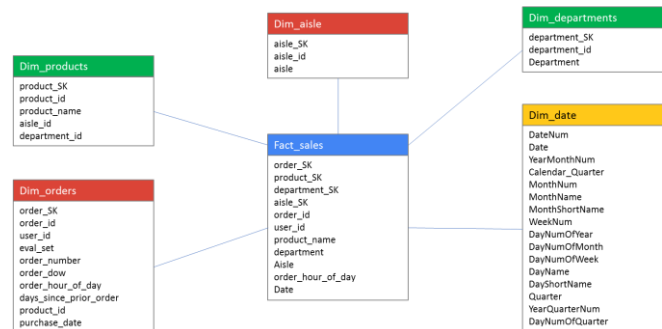 Dim_products
product_SK
product_id
product_name
aisle_id
department_id
Dim_orders
order_SK
order_id
user_id
eval_set
order_number
order_dow
order_hour_of_day
days_since_prior_order
product_id
purchase_date
Dim_aisle
aisle_SK
aisle_id
aisle
Fact_sales
order_SK
product_SK
department_SK
aisle_SK
order_id
user_id
product_name
department
Aisle
order_hour_of_day
Date
Dim_departments
department_SK
department_id
Department
Dim_date
DateNum
Date
YearMonthNum
Calendar_Quarter
MonthNum
MonthName
MonthShortName
WeekNum
DayNumOfYear
DayNumOfMonth
DayNumOfWeek
DayName
DayShortName
Quarter
YearQuarterNum
DayNumOfQuarter